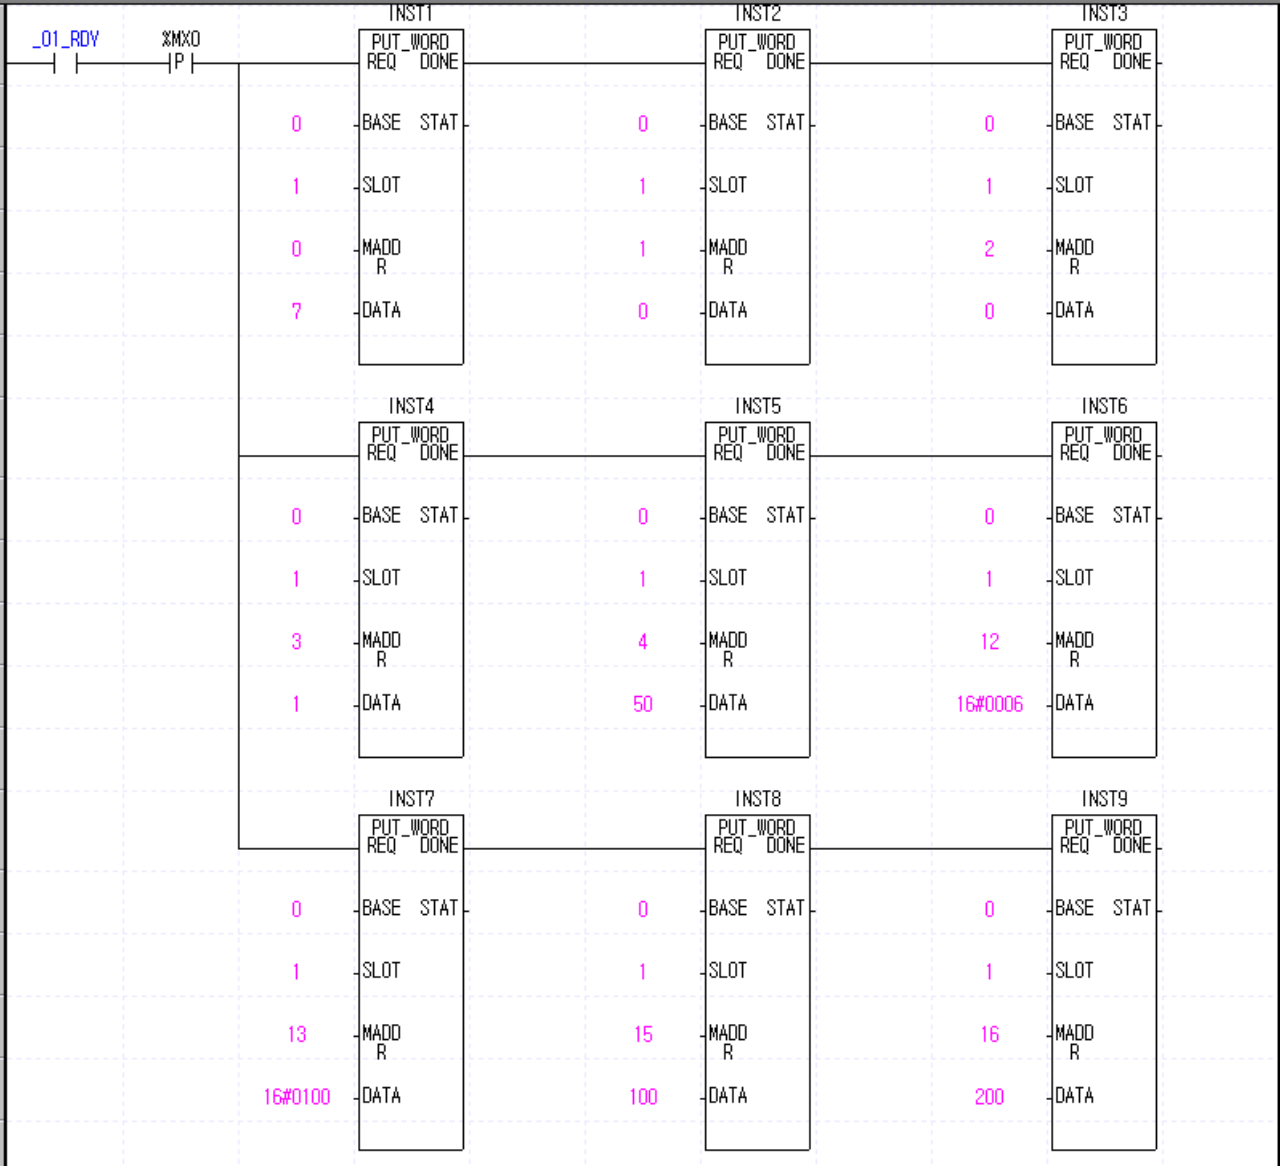 INST1 INST2 INST3
_01_RDY %MX0 PUT_WORD PUT_WORD PUT_WORD
P REQ DONE REQ DONE REQ DONE
0 BASE STAT 0 BASE STAT 0 BASE STAT
1 SLOT 1 SLOT 1 SLOT
0 MADD 1 MADD 2 MADD
R R R
7 DATA 0 DATA 0 DATA
INST4 INST5 INST6
PUT_WORD PUT_WORD PUT_WORD
REQ DONE REQ DONE REQ DONE
0 BASE STAT 0 BASE STAT 0 BASE STAT
1 SLOT 1 SLOT 1 SLOT
3 MADD 4 MADD 12 MADD
R R R
1 DATA 50 DATA 16#0006 DATA
INST7 INST8 INST9
PUT_WORD PUT_WORD PUT_WORD
REQ DONE REQ DONE REQ DONE
0 BASE STAT 0 BASE STAT 0 BASE STAT
1 SLOT 1 SLOT 1 SLOT
13 MADD 15 MADD 16 MADD
R R R
16#0100 DATA 100 DATA 200 DATA